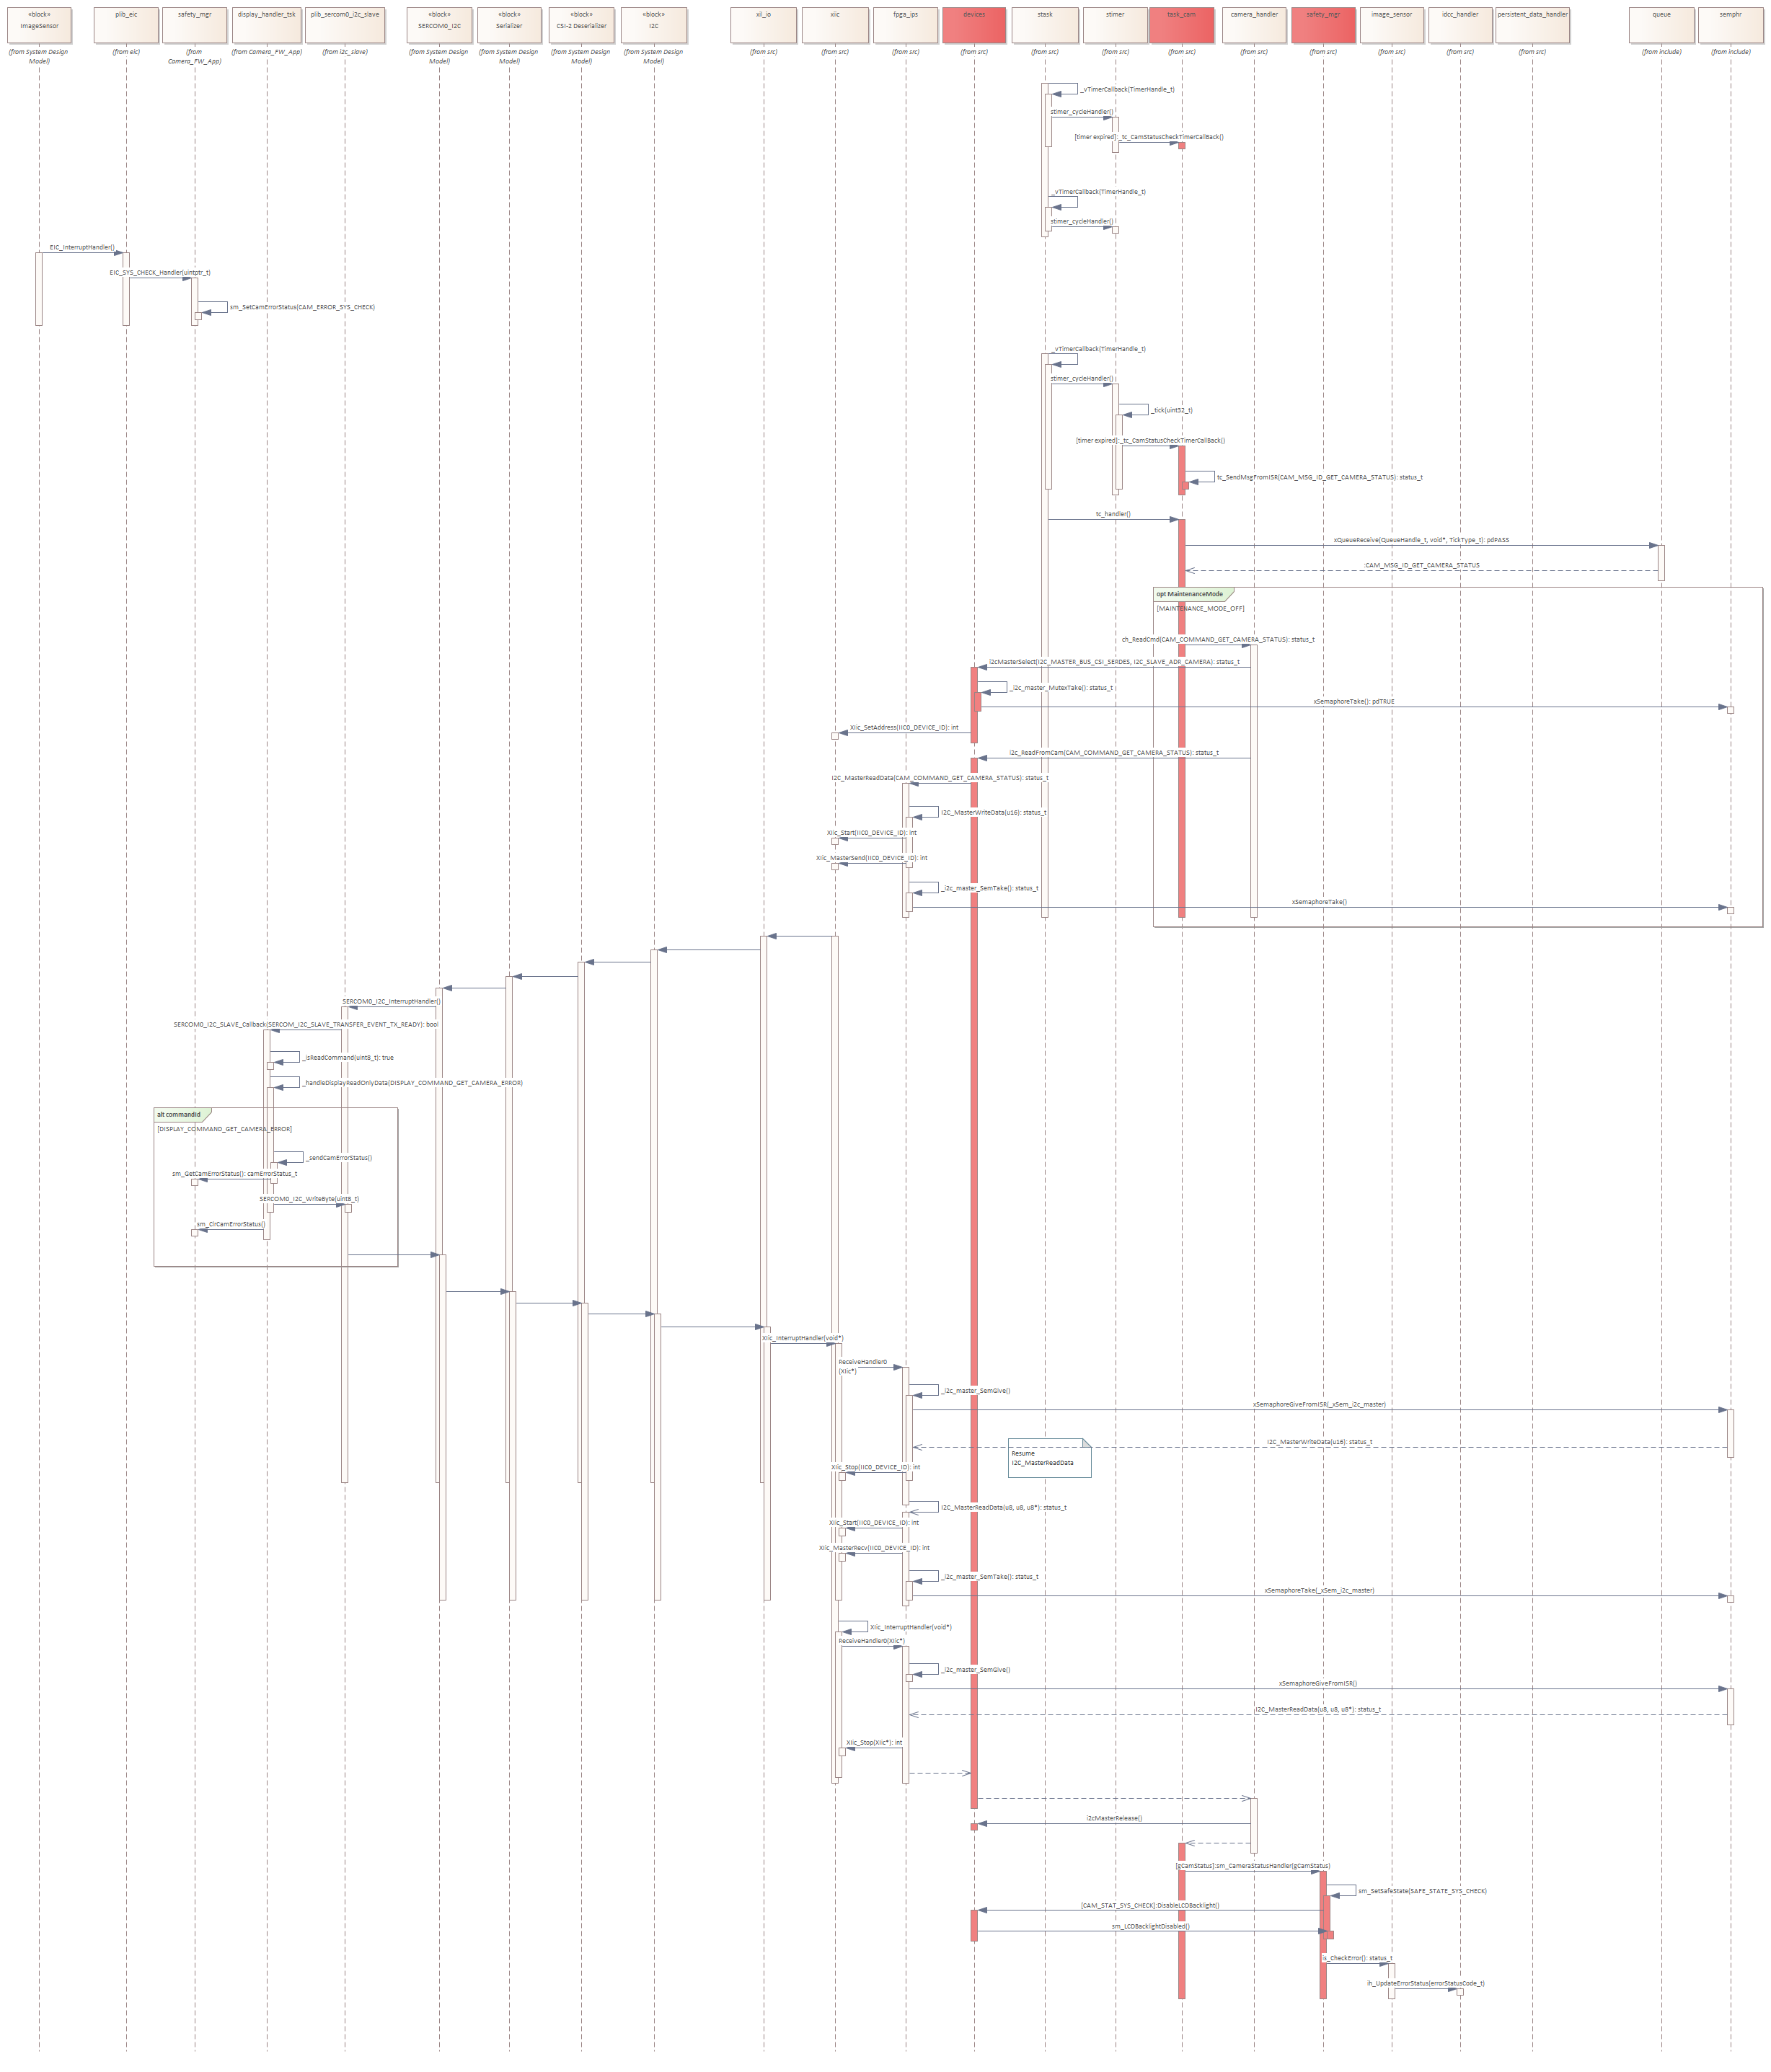 «block»
ImageSensor
(from System Design
Model)
plib_eic
(from eic)
safety_mgr
(from
Camera_FW_App)
display_handler_tsk
(from Camera_FW_App)
plib_sercom0_i2c_slave
(from i2c_slave)
«block»
SERCOM0_I2C
(from System Design
Model)
«block»
Serializer
(from System Design
Model)
«block»
CSI-2 Deserializer
(from System Design
Model)
«block»
I2C
(from System Design
Model)
xil_io
(from src)
xiic
(from src)
fpga_ips
(from src)
devices
(from src)
stask
(from src)
stimer
(from src)
task_cam
(from src)
camera_handler
(from src)
safety_mgr
(from src)
image_sensor
(from src)
idcc_handler
(from src)
persistent_data_handler
(from src)
queue
(from include)
semphr
(from include)
_vTimerCallback(TimerHandle_t)
stimer_cycleHandler()
[timer expired]:_tc_CamStatusCheckTimerCallBack()
_vTimerCallback(TimerHandle_t)
stimer_cycleHandler()
EIC_InterruptHandler()
EIC_SYS_CHECK_Handler(uintptr_t)
sm_SetCamErrorStatus(CAM_ERROR_SYS_CHECK)
_vTimerCallback(TimerHandle_t)
stimer_cycleHandler()
_tick(uint32_t)
[timer expired]:_tc_CamStatusCheckTimerCallBack()
tc_SendMsgFromISR(CAM_MSG_ID_GET_CAMERA_STATUS): status_t
tc_handler()
xQueueReceive(QueueHandle_t, void*, TickType_t): pdPASS
:CAM_MSG_ID_GET_CAMERA_STATUS
opt MaintenanceMode
[MAINTENANCE_MODE_OFF]
ch_ReadCmd(CAM_COMMAND_GET_CAMERA_STATUS): status_t
i2cMasterSelect(I2C_MASTER_BUS_CSI_SERDES, I2C_SLAVE_ADR_CAMERA): status_t
_i2c_master_MutexTake(): status_t
xSemaphoreTake(): pdTRUE
XIic_SetAddress(IIC0_DEVICE_ID): int
i2c_ReadFromCam(CAM_COMMAND_GET_CAMERA_STATUS): status_t
I2C_MasterReadData(CAM_COMMAND_GET_CAMERA_STATUS): status_t
I2C_MasterWriteData(u16): status_t
XIic_Start(IIC0_DEVICE_ID): int
XIic_MasterSend(IIC0_DEVICE_ID): int
_i2c_master_SemTake(): status_t
xSemaphoreTake()
SERCOM0_I2C_InterruptHandler()
SERCOM0_I2C_SLAVE_Callback(SERCOM_I2C_SLAVE_TRANSFER_EVENT_TX_READY): bool
_isReadCommand(uint8_t): true
_handleDisplayReadOnlyData(DISPLAY_COMMAND_GET_CAMERA_ERROR)
alt commandId
[DISPLAY_COMMAND_GET_CAMERA_ERROR]
_sendCamErrorStatus()
sm_GetCamErrorStatus(): camErrorStatus_t
SERCOM0_I2C_WriteByte(uint8_t)
sm_ClrCamErrorStatus()
XIic_InterruptHandler(void*)
ReceiveHandler0
(XIic*)
_i2c_master_SemGive()
xSemaphoreGiveFromISR(_xSem_i2c_master)
I2C_MasterWriteData(u16): status_t
Resume
I2C_MasterReadData
XIic_Stop(IIC0_DEVICE_ID): int
I2C_MasterReadData(u8, u8, u8*): status_t
XIic_Start(IIC0_DEVICE_ID): int
XIic_MasterRecv(IIC0_DEVICE_ID): int
_i2c_master_SemTake(): status_t
xSemaphoreTake(_xSem_i2c_master)
XIic_InterruptHandler(void*)
ReceiveHandler0(XIic*)
_i2c_master_SemGive()
xSemaphoreGiveFromISR()
I2C_MasterReadData(u8, u8, u8*): status_t
XIic_Stop(XIic*): int
i2cMasterRelease()
[gCamStatus]:sm_CameraStatusHandler(gCamStatus)
sm_SetSafeState(SAFE_STATE_SYS_CHECK)
[CAM_STAT_SYS_CHECK]:DisableLCDBacklight()
sm_LCDBacklightDisabled()
is_CheckError(): status_t
ih_UpdateErrorStatus(errorStatusCode_t)